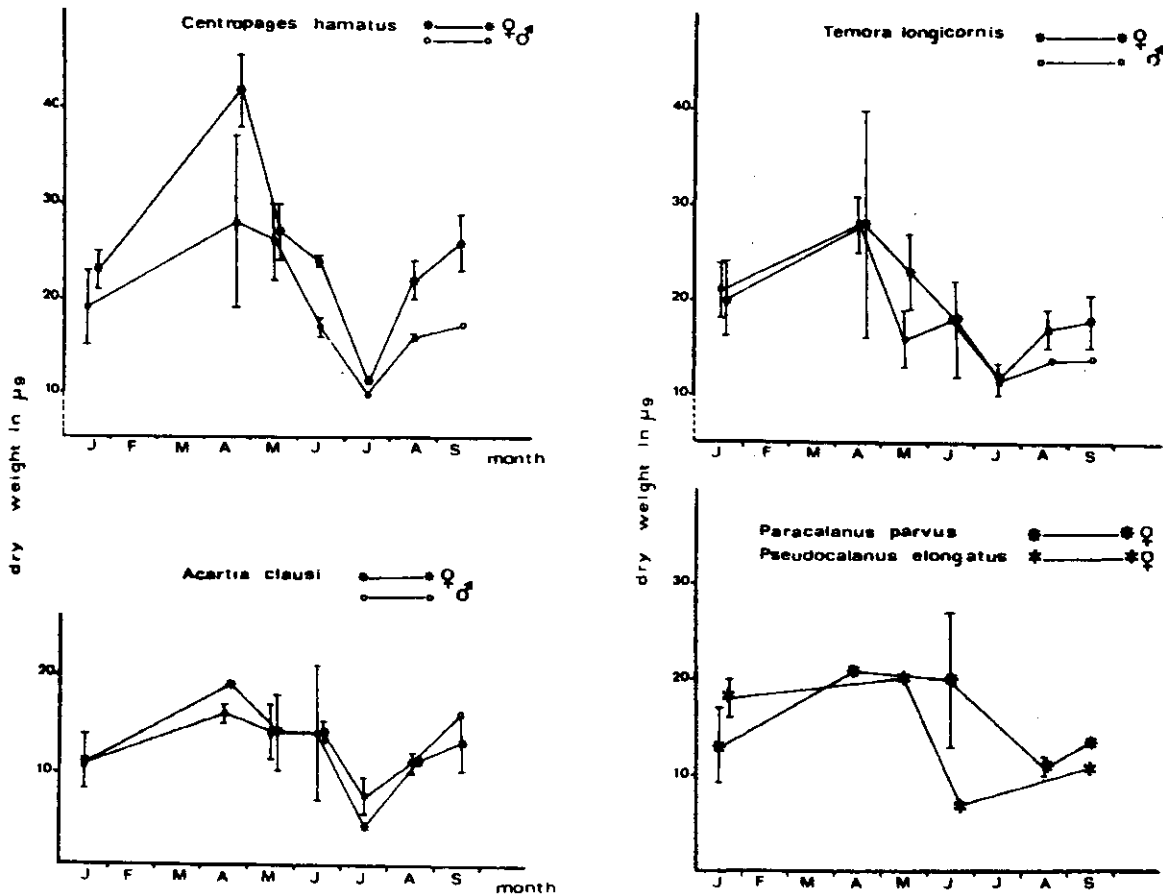 Centropages hamatus ♀
♂
40
30
20
10
J F M A M J J A S
month
dry weight in µg
Temora longicornis ♀
♂
40
30
20
10
J F M A M J J A S
dry weight in µg
Acartia clausi ♀
♂
20
10
J F M A M J J A S
month
Paracalanus parvus ♀
Pseudocalanus elongatus ♀
30
20
10
J F M A M J J A S